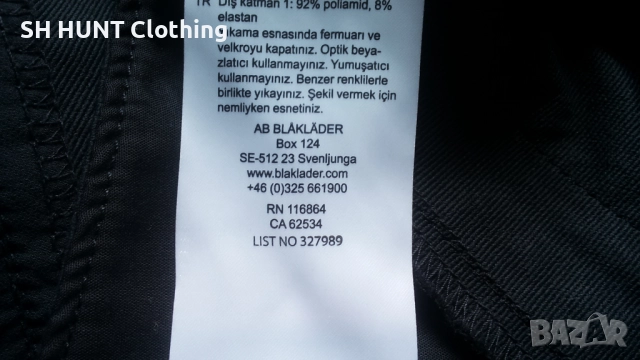 SH HUNT Clothing
TR Dış katman 1: 92% poliamid, 8%
elastan
esnasında fermuarı ve
velkroyu kapatınız. Optik beya-
zlatıcı kullanmayınız. Yumuşatıcı
kullanmayınız. Benzer renklilerle
birlikte yıkayınız. Şekil vermek için
nemliyken esnetiniz.
AB BLÅKLÄDER
Box 124
SE-512 23 Svenljunga
www.blaklader.com
+46 (0)325 661900
RN 116864
CA 62534
LIST NO 327989
BAZAR